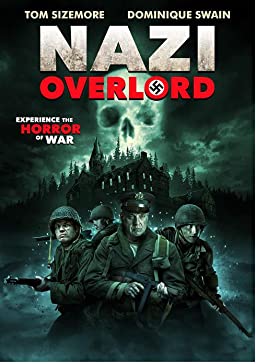 TOM SIZEMORE DOMINIQUE SWAIN
NAZI
OVERLORD
EXPERIENCE THE
HORROR
OF WAR